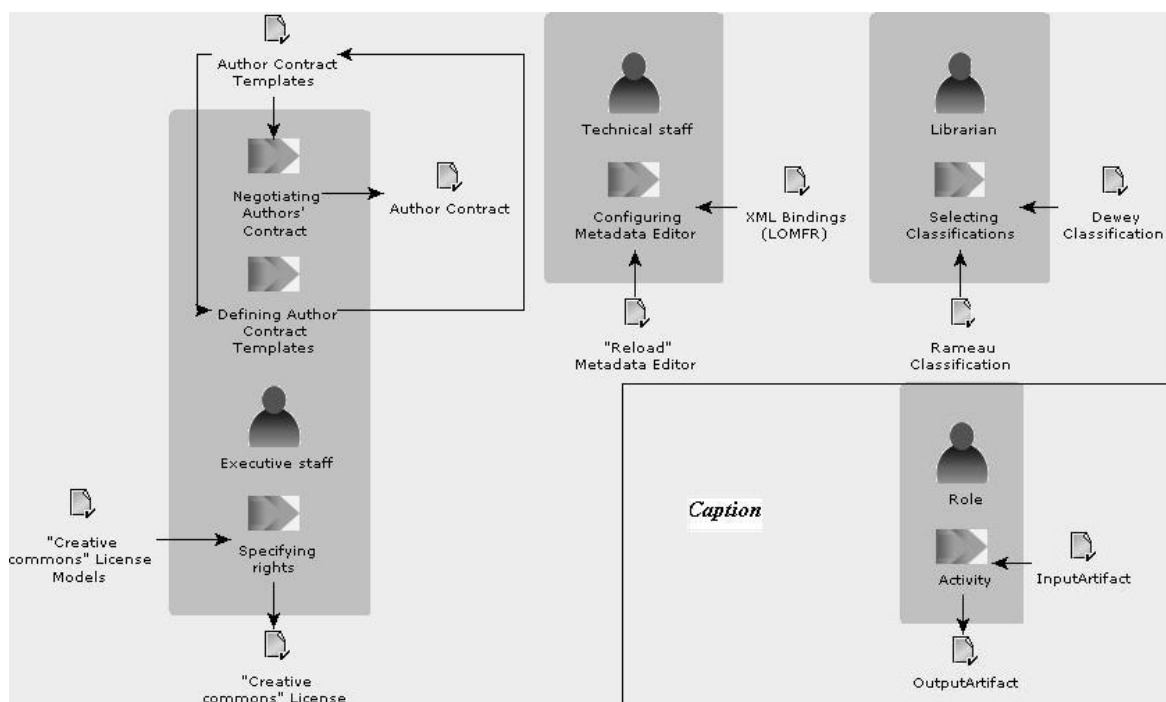 Author Contract
Templates
Negotiating
Authors'
Contract
Author Contract
Defining Author
Contract
Templates
Executive staff
"Creative
commons" License
Models
Specifying
rights
"Creative
commons" License
Technical staff
Configuring
Metadata Editor
XML Bindings
(LOMFR)
"Reload"
Metadata Editor
Librarian
Selecting
Classifications
Dewey
Classification
Rameau
Classification
Caption
Role
Activity
InputArtifact
OutputArtifact